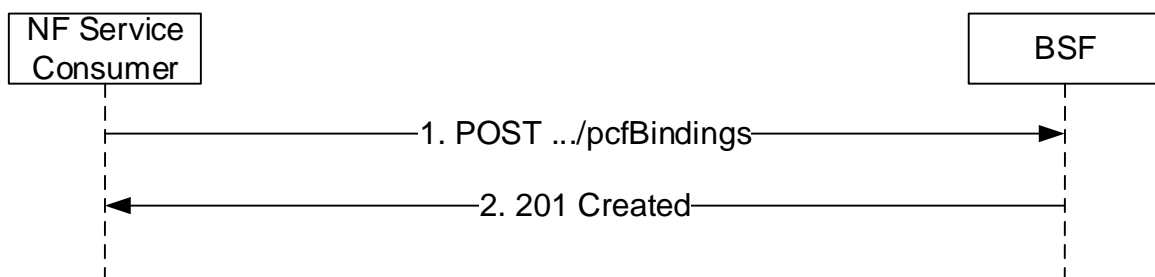 NF Service
Consumer
BSF
1. POST .../pcfBindings
2. 201 Created